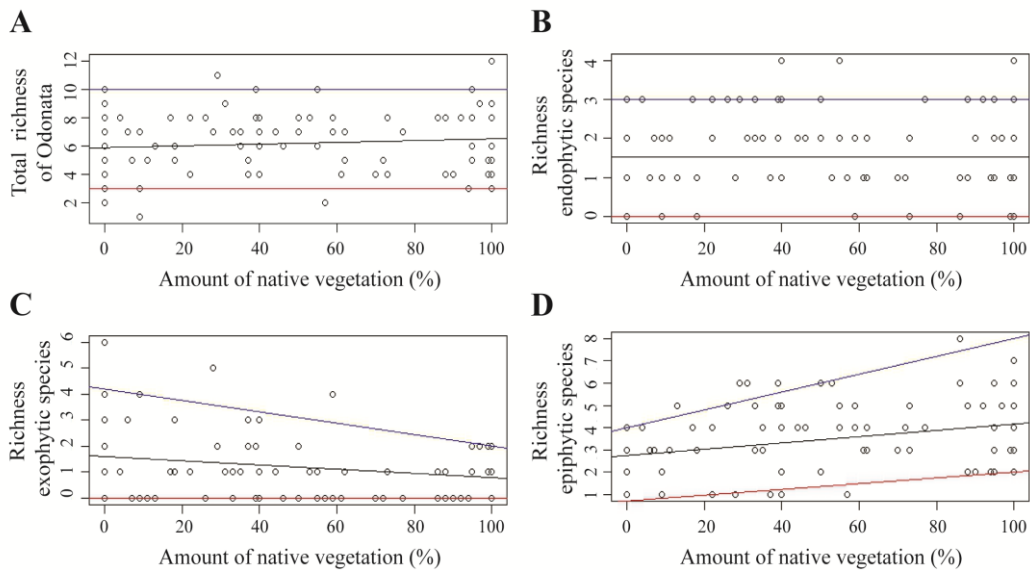 A
Total richness
of Odonata
2 4 6 8 10 12
0 20 40 60 80 100
Amount of native vegetation (%)
B
Richness
endophytic species
0 1 2 3 4
0 20 40 60 80 100
Amount of native vegetation (%)
C
Richness
exophytic species
0 1 2 3 4 5 6
0 20 40 60 80 100
Amount of native vegetation (%)
D
Richness
epiphytic species
1 2 3 4 5 6 7 8
0 20 40 60 80 100
Amount of native vegetation (%)